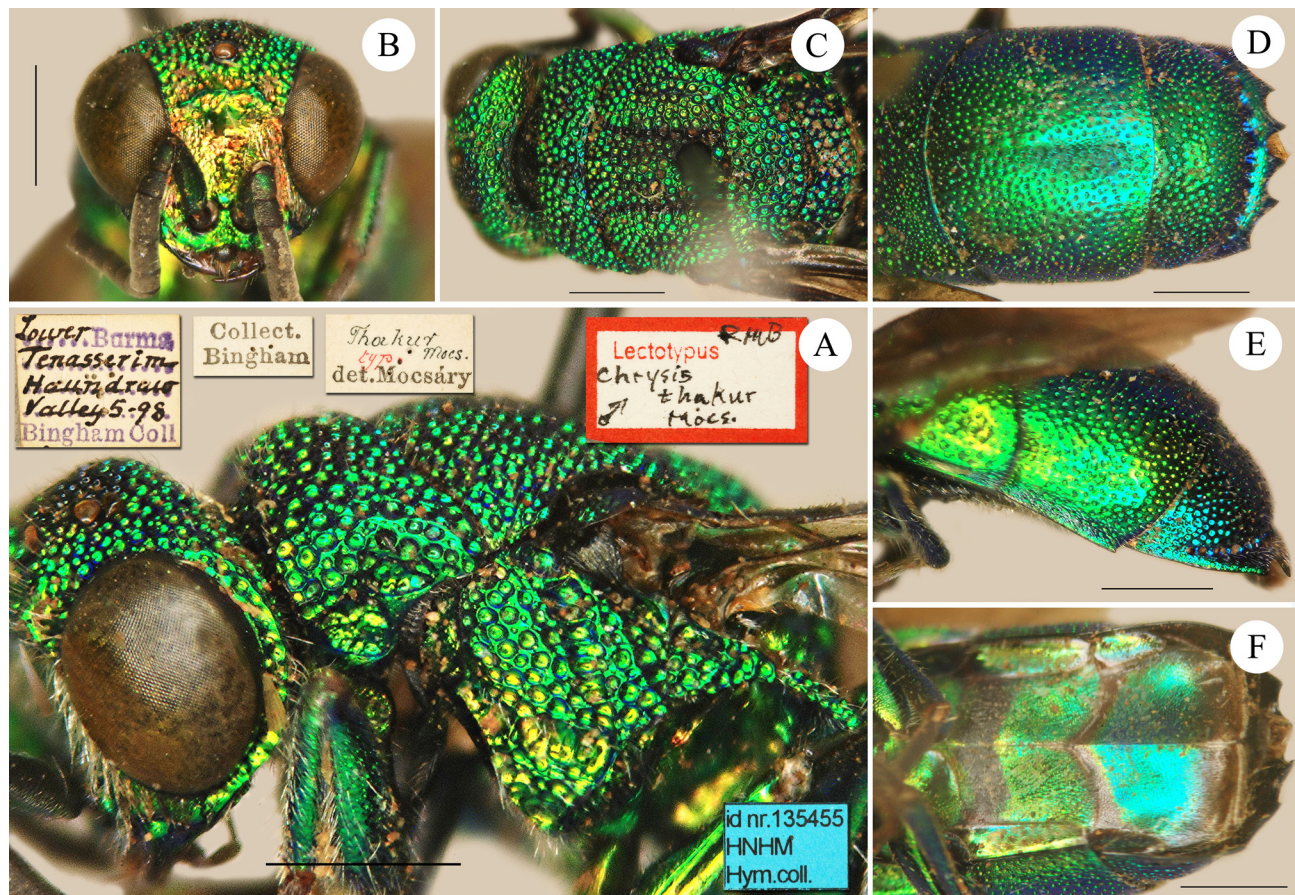 B
C
D
Lower Burma
Tenasserim
Valley 5-98
Bingham Coll
Collect.
Bingham
Thakur
typ. Mocs.
det. Mocsáry
RMB
Lectotypus
Chrysis
thakur
♂ Mocs.
A
E
F
id nr.135455
HNHM
Hym.coll.